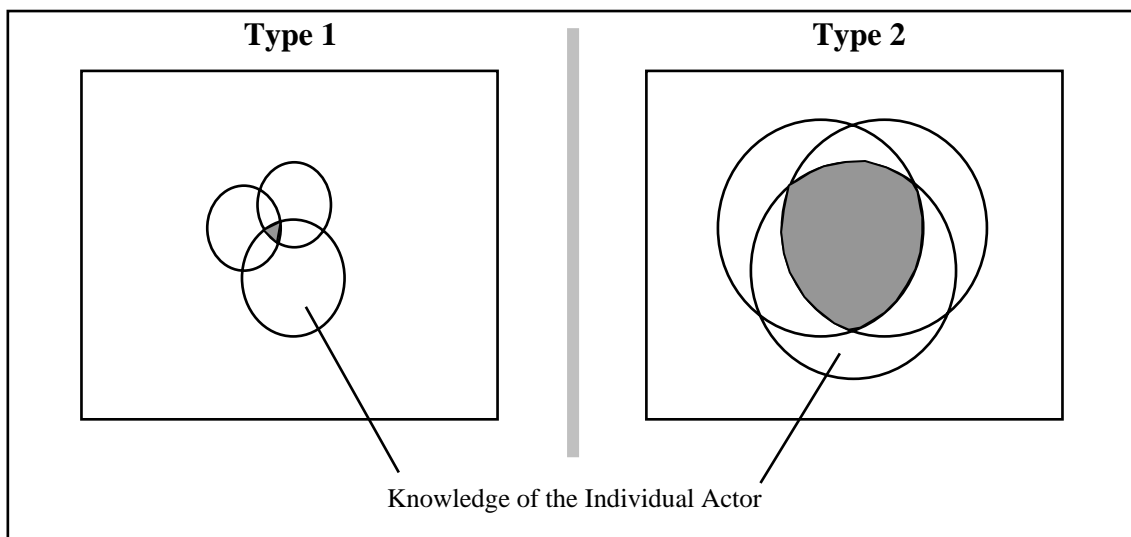 Type 1
Type 2
Knowledge of the Individual Actor